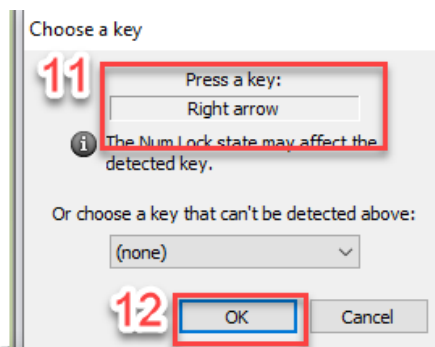 Choose a key
11
Press a key:
Right arrow
The Num Lock state may affect the
detected key.
Or choose a key that can't be detected above:
(none)
12
OK
Cancel